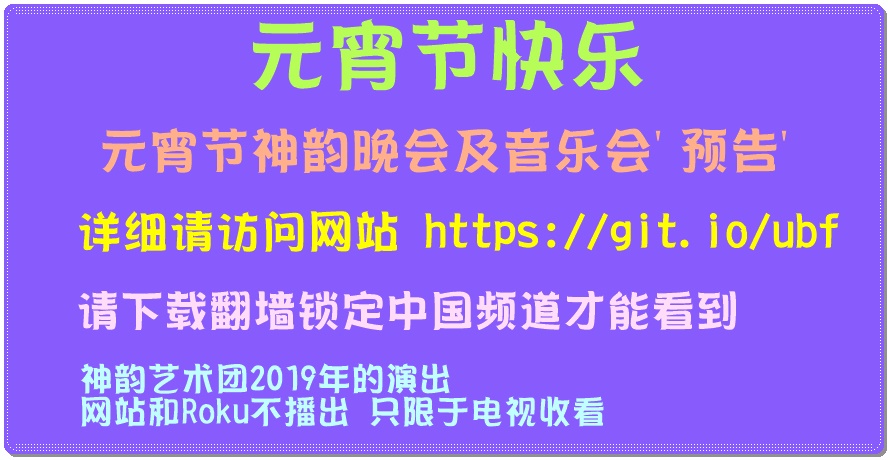 元宵节快乐
元宵节神韵晚会及音乐会' 预告'
详细请访问网站 https://git.io/ubf
请下载翻墙锁定中国频道才能看到
神韵艺术团2019年的演出
网站和Roku不播出 只限于电视收看